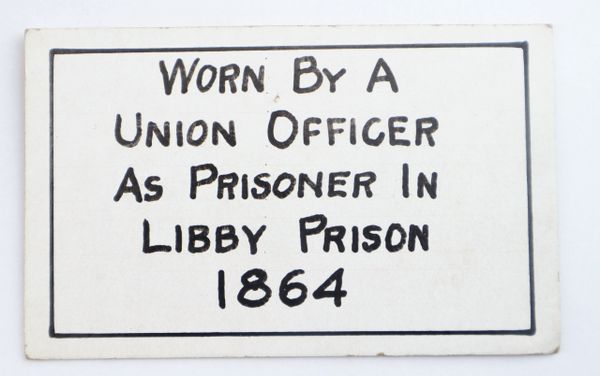 WORN BY A
UNION OFFICER
AS PRISONER IN
LIBBY PRISON
1864